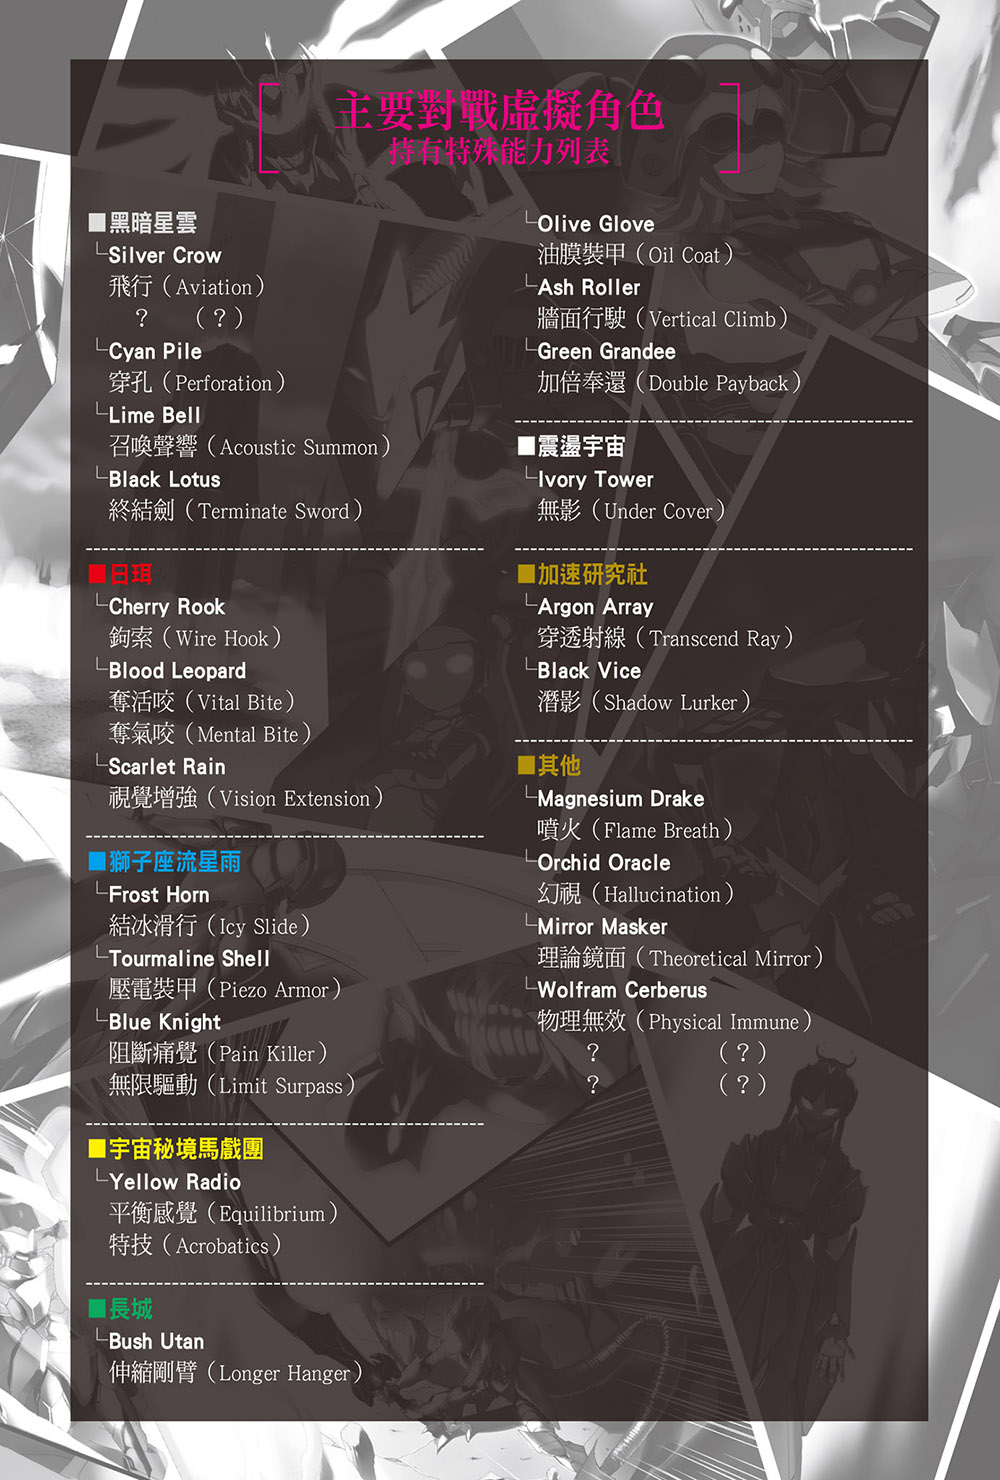 主要對戰虛擬角色
持有特殊能力列表
■黑暗星雲
└Silver Crow
飛行（Aviation）
？（？）
└Cyan Pile
穿孔（Perforation）
└Lime Bell
召喚聲響（Acoustic Summon）
└Black Lotus
終結劍（Terminate Sword）
■日珥
└Cherry Rook
鉤索（Wire Hook）
└Blood Leopard
奪活咬（Vital Bite）
奪氣咬（Mental Bite）
└Scarlet Rain
視覺增強（Vision Extension）
■獅子座流星雨
└Frost Horn
結冰滑行（Icy Slide）
└Tourmaline Shell
壓電裝甲（Piezo Armor）
└Blue Knight
阻斷痛覺（Pain Killer）
無限驅動（Limit Surpass）
■宇宙秘境馬戲團
└Yellow Radio
平衡感覺（Equilibrium）
特技（Acrobatics）
■長城
└Bush Utan
伸縮剛臂（Longer Hanger）
└Olive Glove
油膜裝甲（Oil Coat）
└Ash Roller
牆面行駛（Vertical Climb）
└Green Grandee
加倍奉還（Double Payback）
■震盪宇宙
└Ivory Tower
無影（Under Cover）
■加速研究社
└Argon Array
穿透射線（Transcend Ray）
└Black Vice
潛影（Shadow Lurker）
■其他
└Magnesium Drake
噴火（Flame Breath）
└Orchid Oracle
幻視（Hallucination）
└Mirror Masker
理論鏡面（Theoretical Mirror）
└Wolfram Cerberus
物理無效（Physical Immune）
？（？）
？（？）